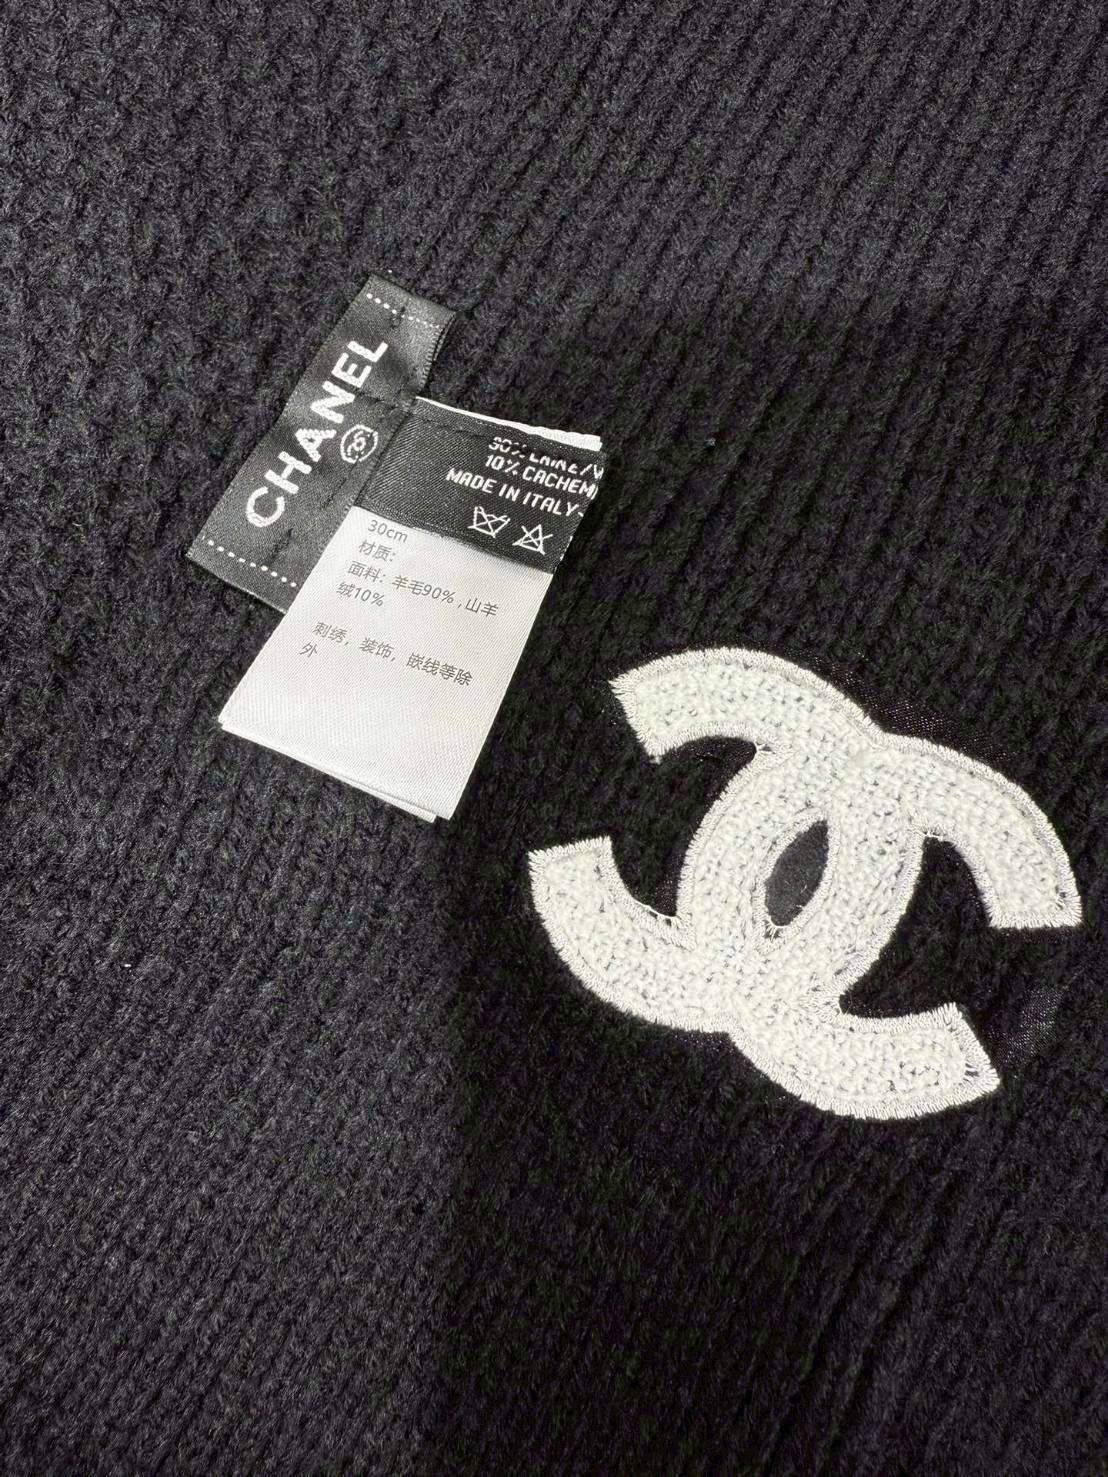 CHANEL
10% CACHEM
MADE IN ITALY
30cm
材质:
面料: 羊毛90%,山羊
绒10%
刺绣，装饰，嵌线等除
外